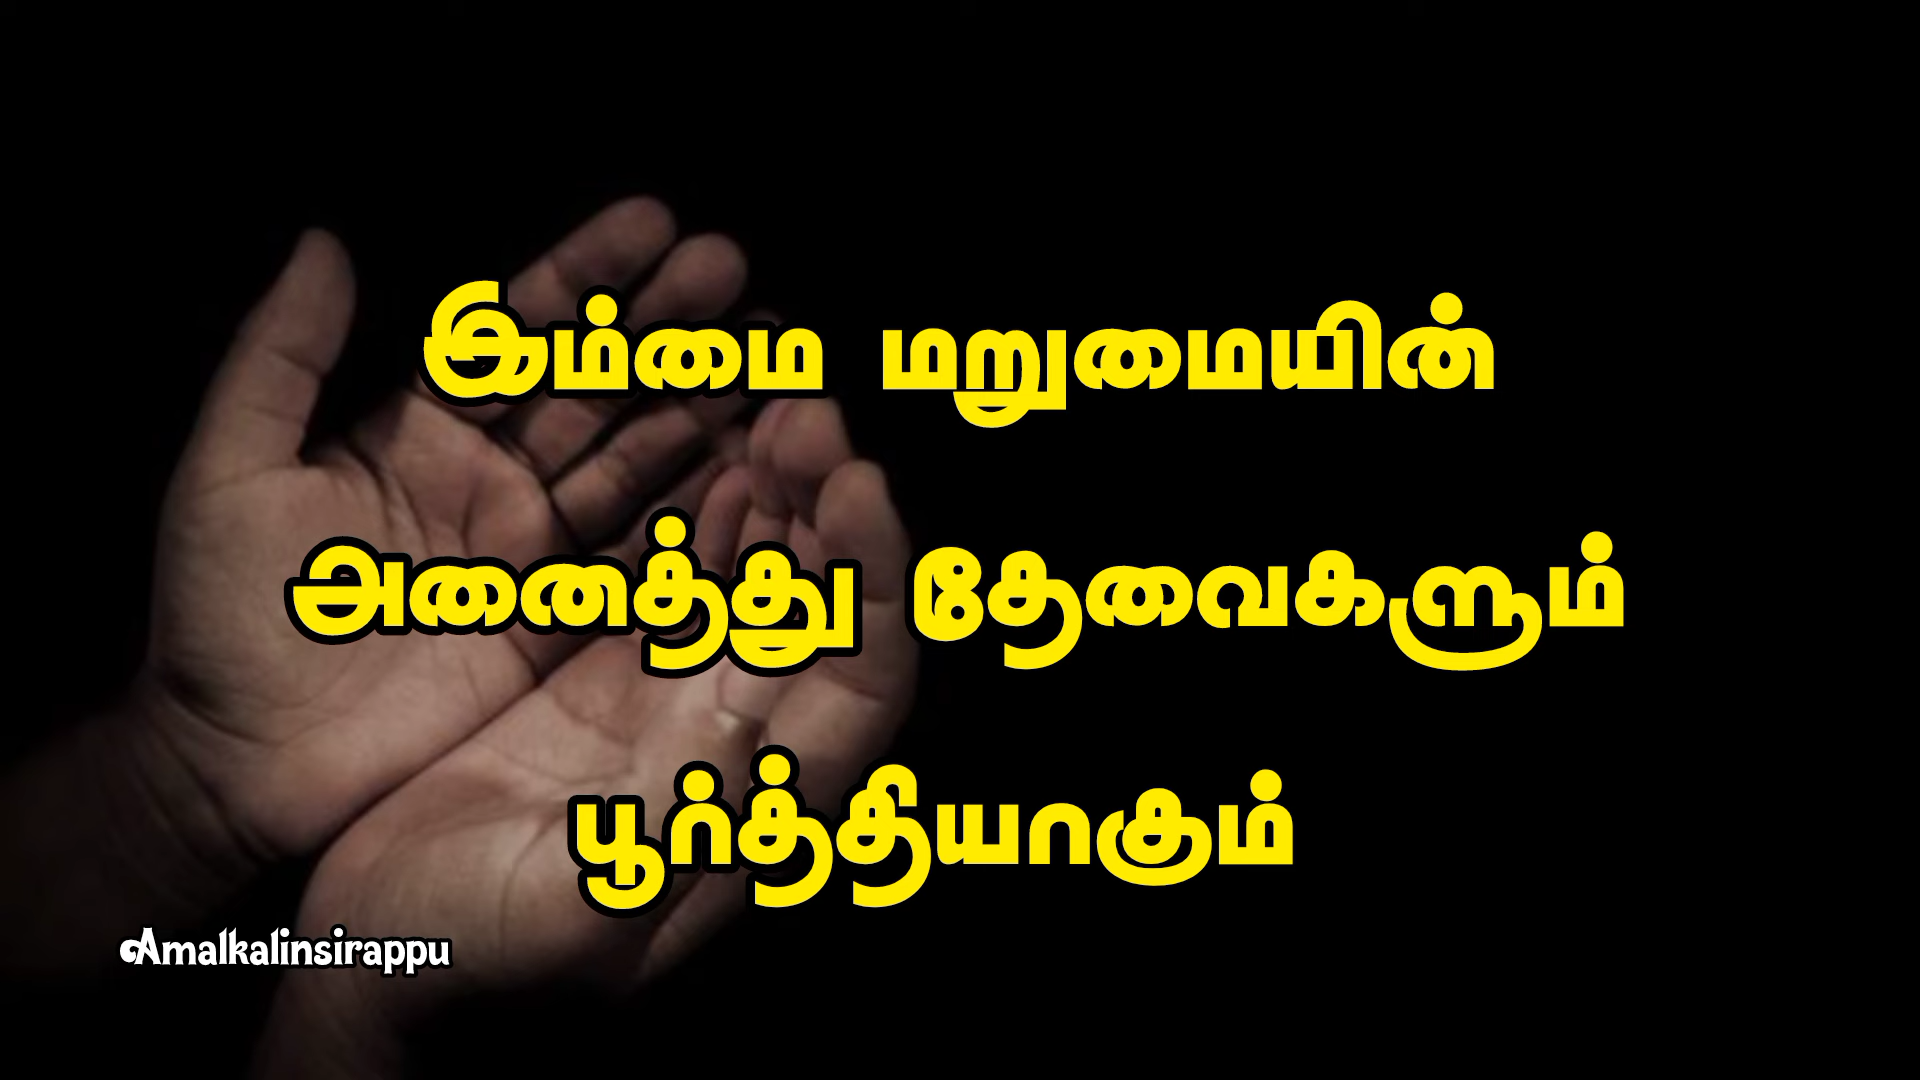 இம்மை மறுமையின்
அனைத்து தேவைகளும்
பூர்த்தியாகும்
Amalkalinsirappu